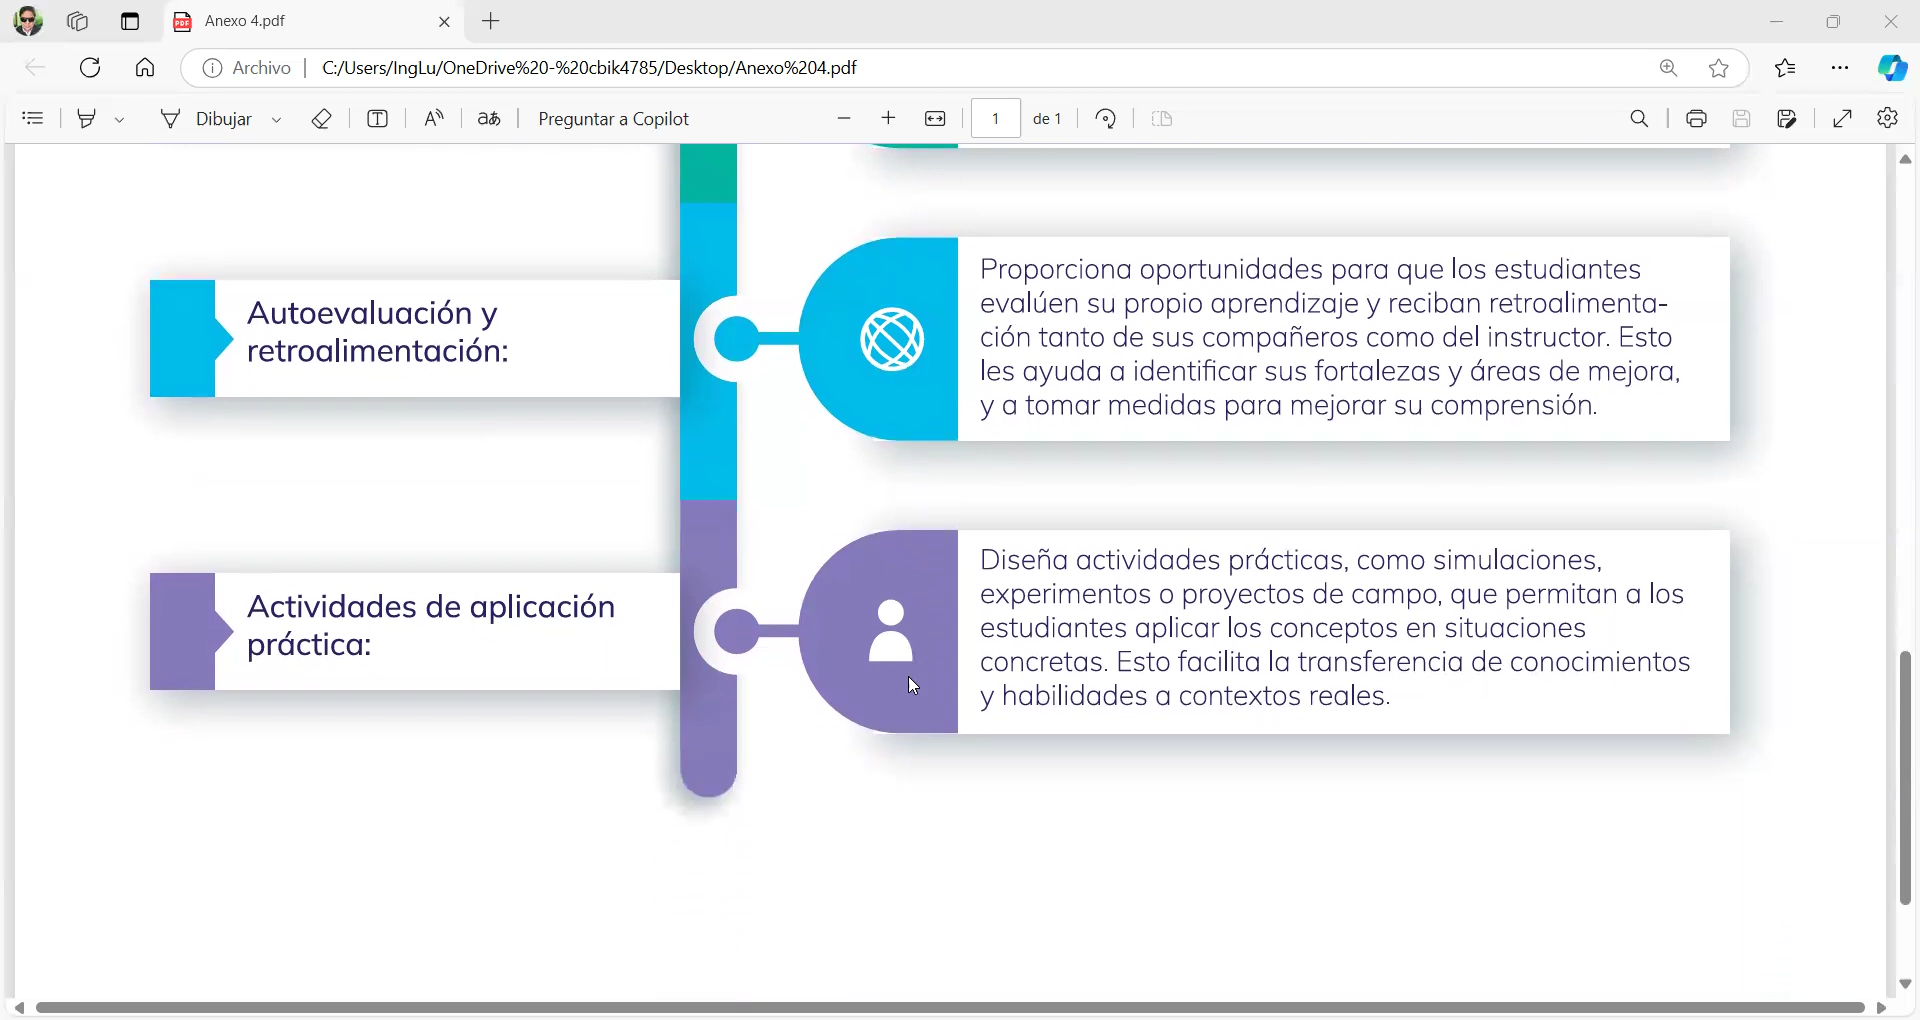 Anexo 4.pdf
Archivo
C:/Users/IngLu/OneDrive%20-%20cbik4785/Desktop/Anexo%204.pdf
Dibujar
T
A
aあ
Preguntar a Copilot
1
de 1
Autoevaluación y
retroalimentación:
Proporciona oportunidades para que los estudiantes
evalúen su propio aprendizaje y reciban retroalimenta-
ción tanto de sus compañeros como del instructor. Esto
les ayuda a identificar sus fortalezas y áreas de mejora,
y a tomar medidas para mejorar su comprensión.
Actividades de aplicación
práctica:
Diseña actividades prácticas, como simulaciones,
experimentos o proyectos de campo, que permitan a los
estudiantes aplicar los conceptos en situaciones
concretas. Esto facilita la transferencia de conocimientos
y habilidades a contextos reales.